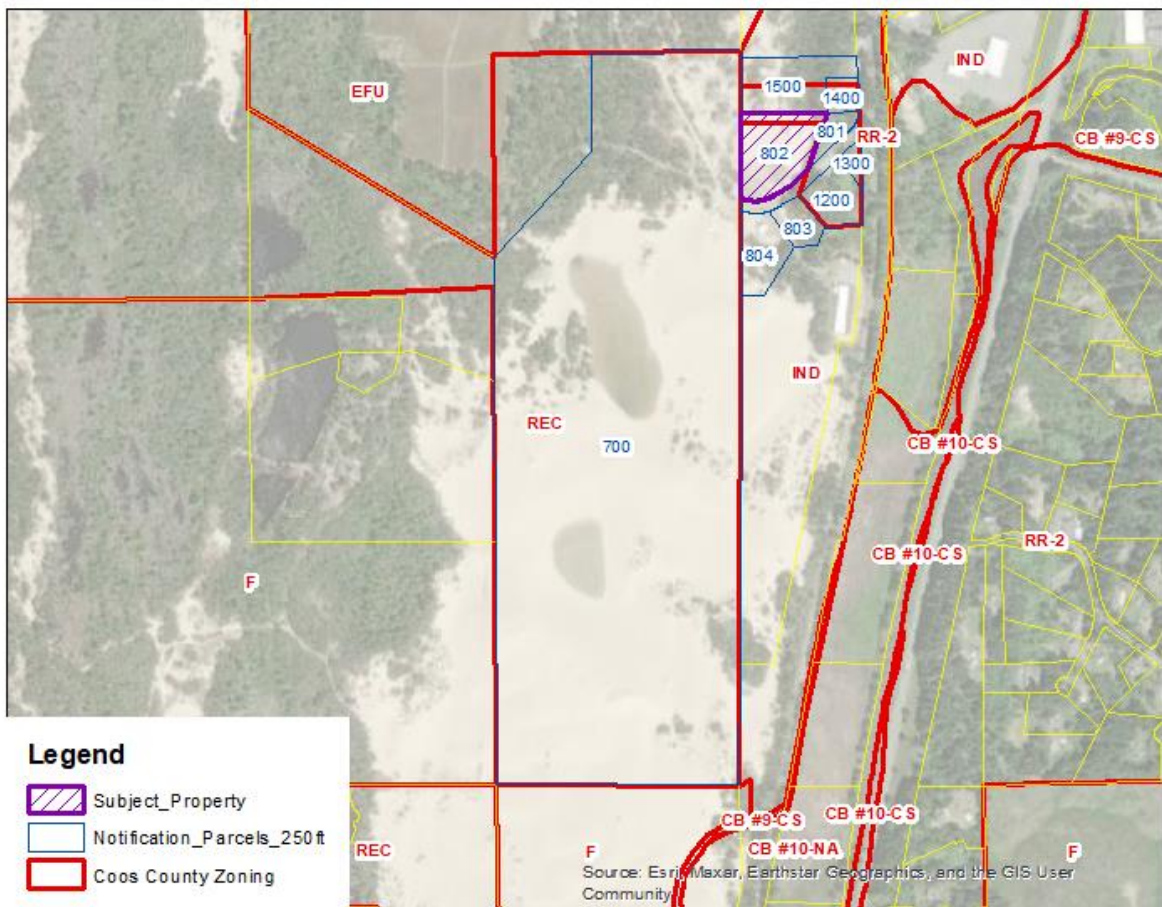 IND
EFU
1500
1400
CB #9-CS
801
RR-2
802
1300
1200
803
804
IND
REC
700
CB #10-CS
RR-2
CB #10-CS
F
Legend
Subject_Property
Notification_Parcels_250ft
Coos County Zoning
CB #9-CS
CB #10-CS
REC
F
CB #10-NA
F
Source: Esri, Maxar, Earthstar Geographics, and the GIS User
Community